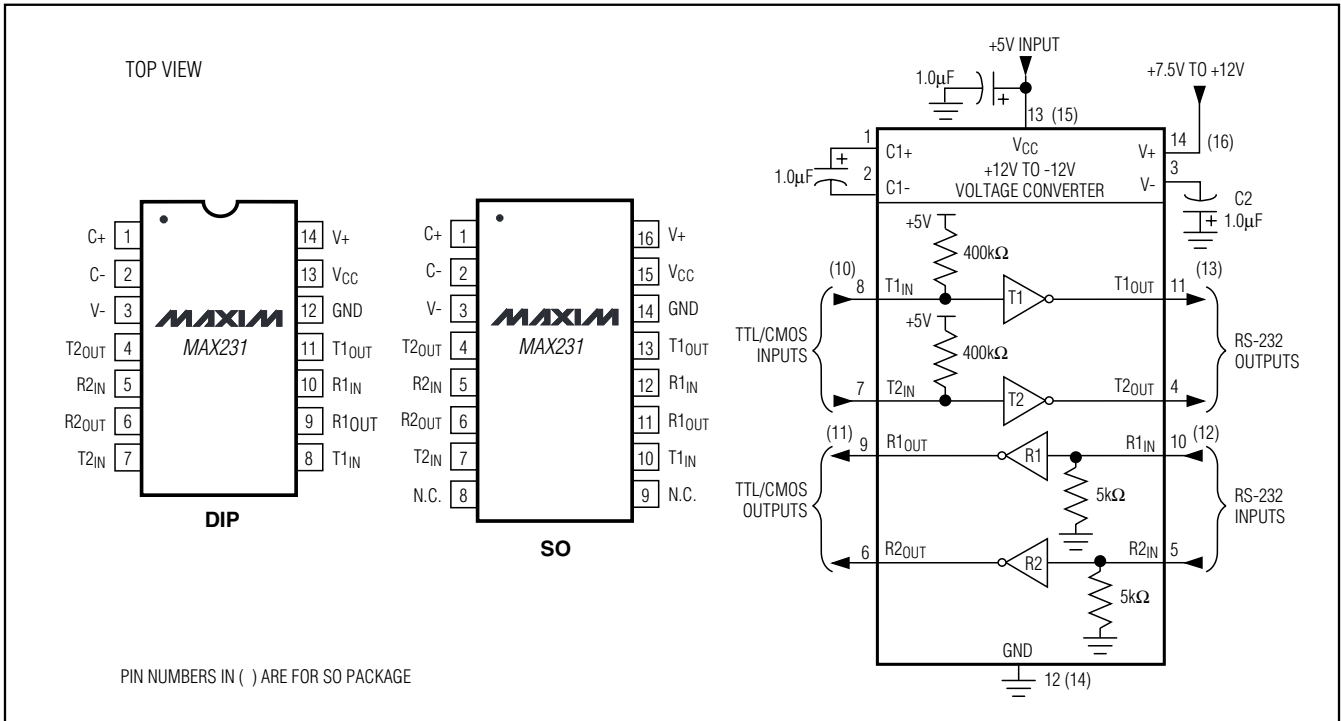 TOP VIEW
C+ 1
C- 2
V- 3
T2OUT 4
R2IN 5
R2OUT 6
T2IN 7
14 V+
13 VCC
12 GND
11 T1OUT
10 R1IN
9 R1OUT
8 T1IN
MAXIM
MAX231
DIP
C+ 1
C- 2
V- 3
T2OUT 4
R2IN 5
R2OUT 6
T2IN 7
N.C. 8
16 V+
15 VCC
14 GND
13 T1OUT
12 R1IN
11 R1OUT
10 T1IN
9 N.C.
MAXIM
MAX231
SO
PIN NUMBERS IN ( ) ARE FOR SO PACKAGE
+5V INPUT
1.0µF
+
+7.5V TO +12V
13 (15)
1
C1+
VCC
V+
14
(16)
+
1.0µF
2
C1-
+12V TO -12V
VOLTAGE CONVERTER
V-
3
C2
+ 1.0µF
+5V
400kΩ
(10)
8
T1IN
T1
T1OUT
11
(13)
+5V
400kΩ
TTL/CMOS
INPUTS
RS-232
OUTPUTS
7
T2IN
T2
T2OUT
4
(11)
9
R1OUT
R1
R1IN
10
(12)
5kΩ
TTL/CMOS
OUTPUTS
RS-232
INPUTS
6
R2OUT
R2
R2IN
5
5kΩ
GND
12 (14)